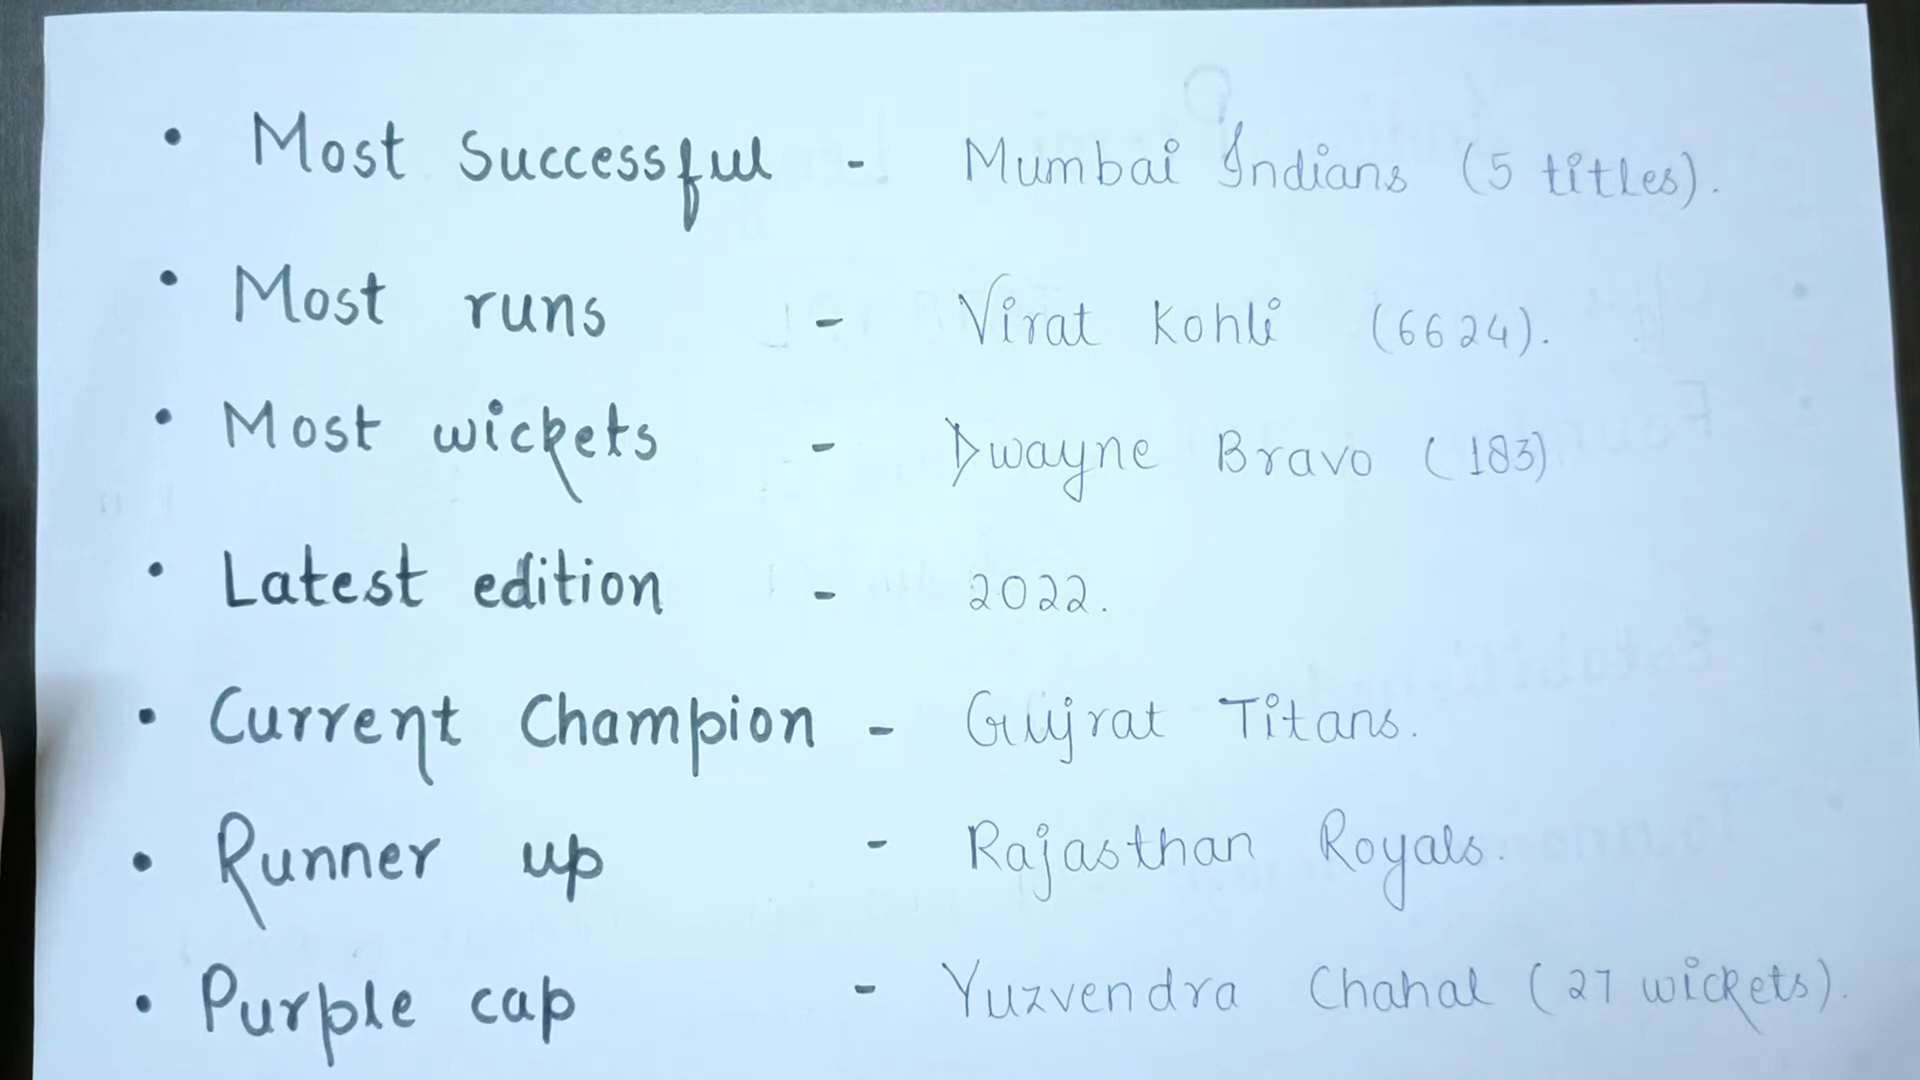 • Most Successful - Mumbai Indians (5 titles).
• Most runs - Virat Kohli (6624).
• Most wickets - Dwayne Bravo (183)
• Latest edition - 2022.
• Current Champion - Gujrat Titans.
• Runner up - Rajasthan Royals.
• Purple cap - Yuzvendra Chahal (27 wickets).